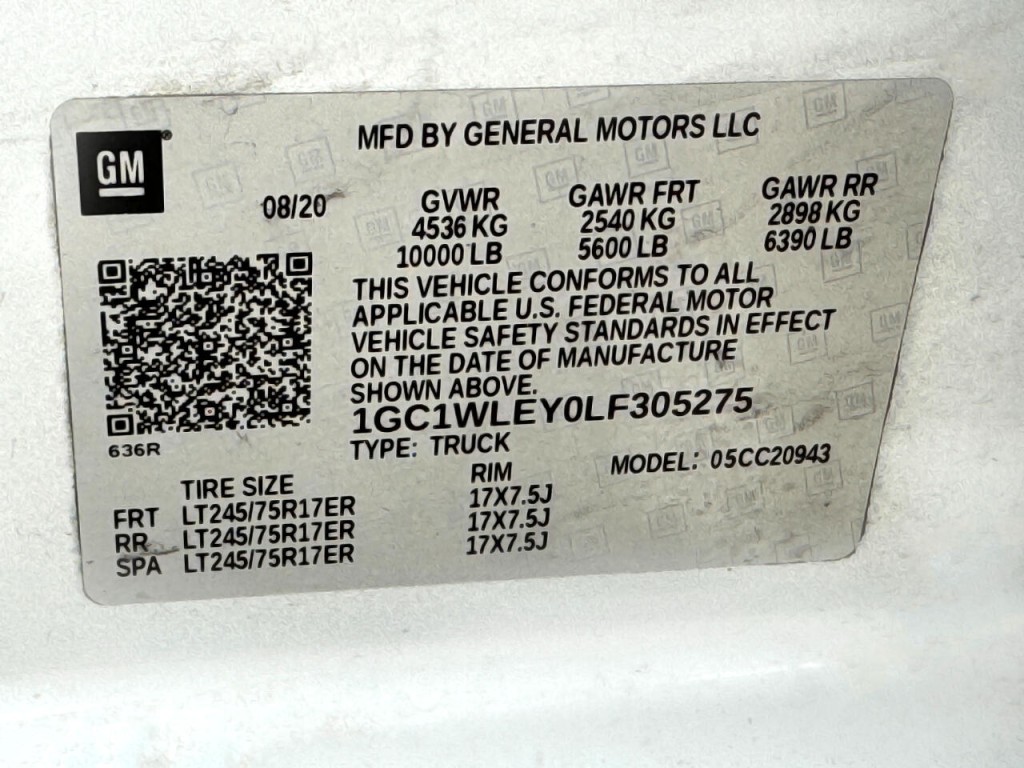 GM
MFD BY GENERAL MOTORS LLC
08/20
GVWR GAWR FRT GAWR RR
4536 KG 2540 KG 2898 KG
10000 LB 5600 LB 6390 LB
THIS VEHICLE CONFORMS TO ALL
APPLICABLE U.S. FEDERAL MOTOR
VEHICLE SAFETY STANDARDS IN EFFECT
ON THE DATE OF MANUFACTURE
SHOWN ABOVE.
1GC1WLEY0LF305275
636R
TYPE: TRUCK
MODEL: 05CC20943
TIRE SIZE RIM
FRT LT245/75R17ER 17X7.5J
RR LT245/75R17ER 17X7.5J
SPA LT245/75R17ER 17X7.5J